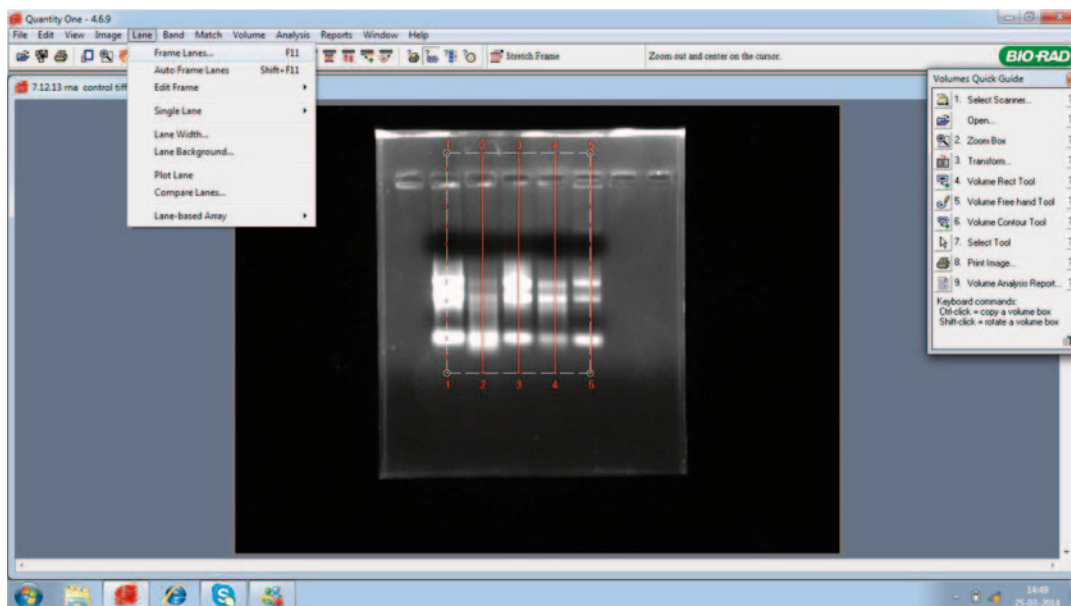 Quantity One - 4.6.9
File Edit View Image Lane Band Match Volume Analysis Reports Window Help
Frame Lanes... F11
Auto Frame Lanes Shift+F11
Edit Frame
Single Lane
Lane Width...
Lane Background...
Plot Lane
Compare Lanes...
Lane-based Array
Stretch Frame
Zoom out and center on the cursor.
BIO-RAD
7.12.13 rna control tiff
1 2 3 4 5
1 2 3 4 5
Volumes Quick Guide
1. Select Scanner...
Open...
2. Zoom Box
3. Transform...
4. Volume Rect Tool
5. Volume Free hand Tool
6. Volume Contour Tool
7. Select Tool
8. Print Image...
9. Volume Analysis Report...
Keyboard commands:
Ctrl-click = copy a volume box
Shift-click = rotate a volume box
14:49
25-03-2014